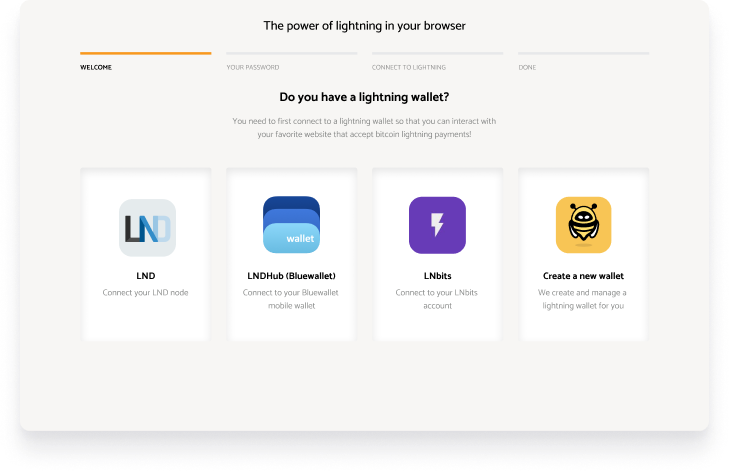 The power of lightning in your browser
WELCOME
YOUR PASSWORD
CONNECT TO LIGHTNING
DONE
Do you have a lightning wallet?
You need to first connect to a lightning wallet so that you can interact with
your favorite website that accept bitcoin lightning payments!
LND
wallet
LND
Connect your LND node
LNDHub (Bluewallet)
Connect to your Bluewallet
mobile wallet
LNbits
Connect to your LNbits
account
Create a new wallet
We create and manage a
lightning wallet for you